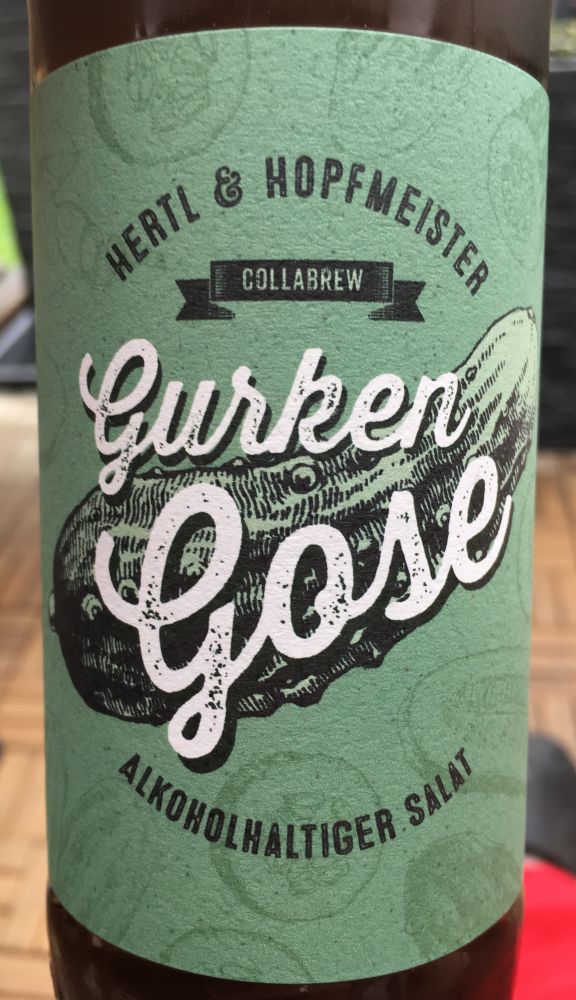 HERTL & HOPFMEISTER
COLLABREW
Gurken
Gose
ALKOHOLHALTIGER SALAT